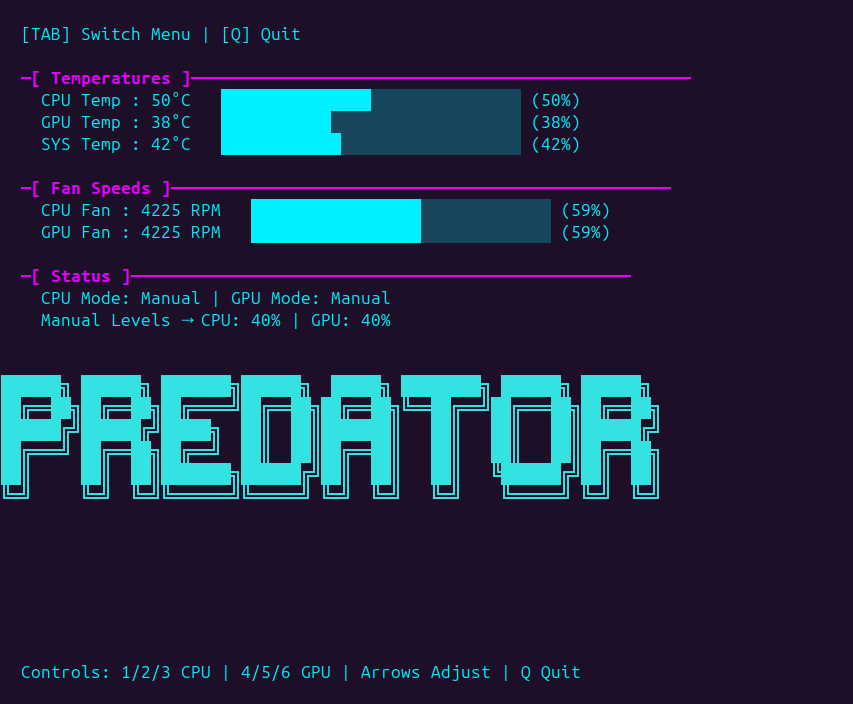 [TAB] Switch Menu | [Q] Quit
─[ Temperatures ]──────────────────────────────────────────────────
CPU Temp : 50°C (50%)
GPU Temp : 38°C (38%)
SYS Temp : 42°C (42%)
─[ Fan Speeds ]──────────────────────────────────────────────────
CPU Fan : 4225 RPM (59%)
GPU Fan : 4225 RPM (59%)
─[ Status ]──────────────────────────────────────────────────
CPU Mode: Manual | GPU Mode: Manual
Manual Levels → CPU: 40% | GPU: 40%
PREDATOR
Controls: 1/2/3 CPU | 4/5/6 GPU | Arrows Adjust | Q Quit